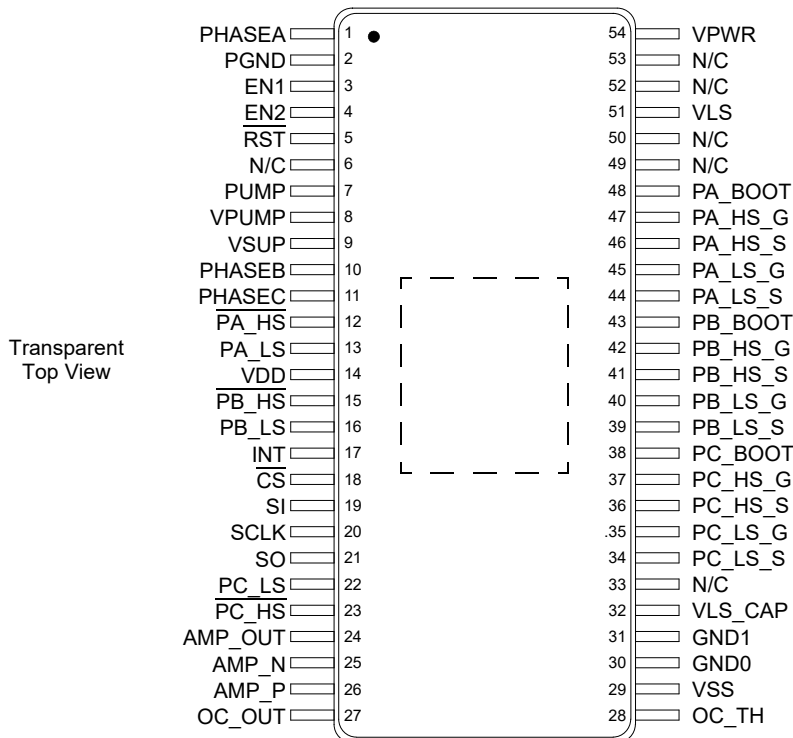 PHASEA 1 54 VPWR
PGND 2 53 N/C
EN1 3 52 N/C
EN2 4 51 VLS
R̅S̅T̅ 5 50 N/C
N/C 6 49 N/C
PUMP 7 48 PA_BOOT
VPUMP 8 47 PA_HS_G
VSUP 9 46 PA_HS_S
PHASEB 10 45 PA_LS_G
PHASEC 11 44 PA_LS_S
P̅A̅_̅H̅S̅ 12 43 PB_BOOT
Transparent
Top View
PA_LS 13 42 PB_HS_G
VDD 14 41 PB_HS_S
P̅B̅_̅H̅S̅ 15 40 PB_LS_G
PB_LS 16 39 PB_LS_S
INT 17 38 PC_BOOT
C̅S̅ 18 37 PC_HS_G
SI 19 36 PC_HS_S
SCLK 20 .35 PC_LS_G
SO 21 34 PC_LS_S
PC_LS 22 33 N/C
P̅C̅_̅H̅S̅ 23 32 VLS_CAP
AMP_OUT 24 31 GND1
AMP_N 25 30 GND0
AMP_P 26 29 VSS
OC_OUT 27 28 OC_TH